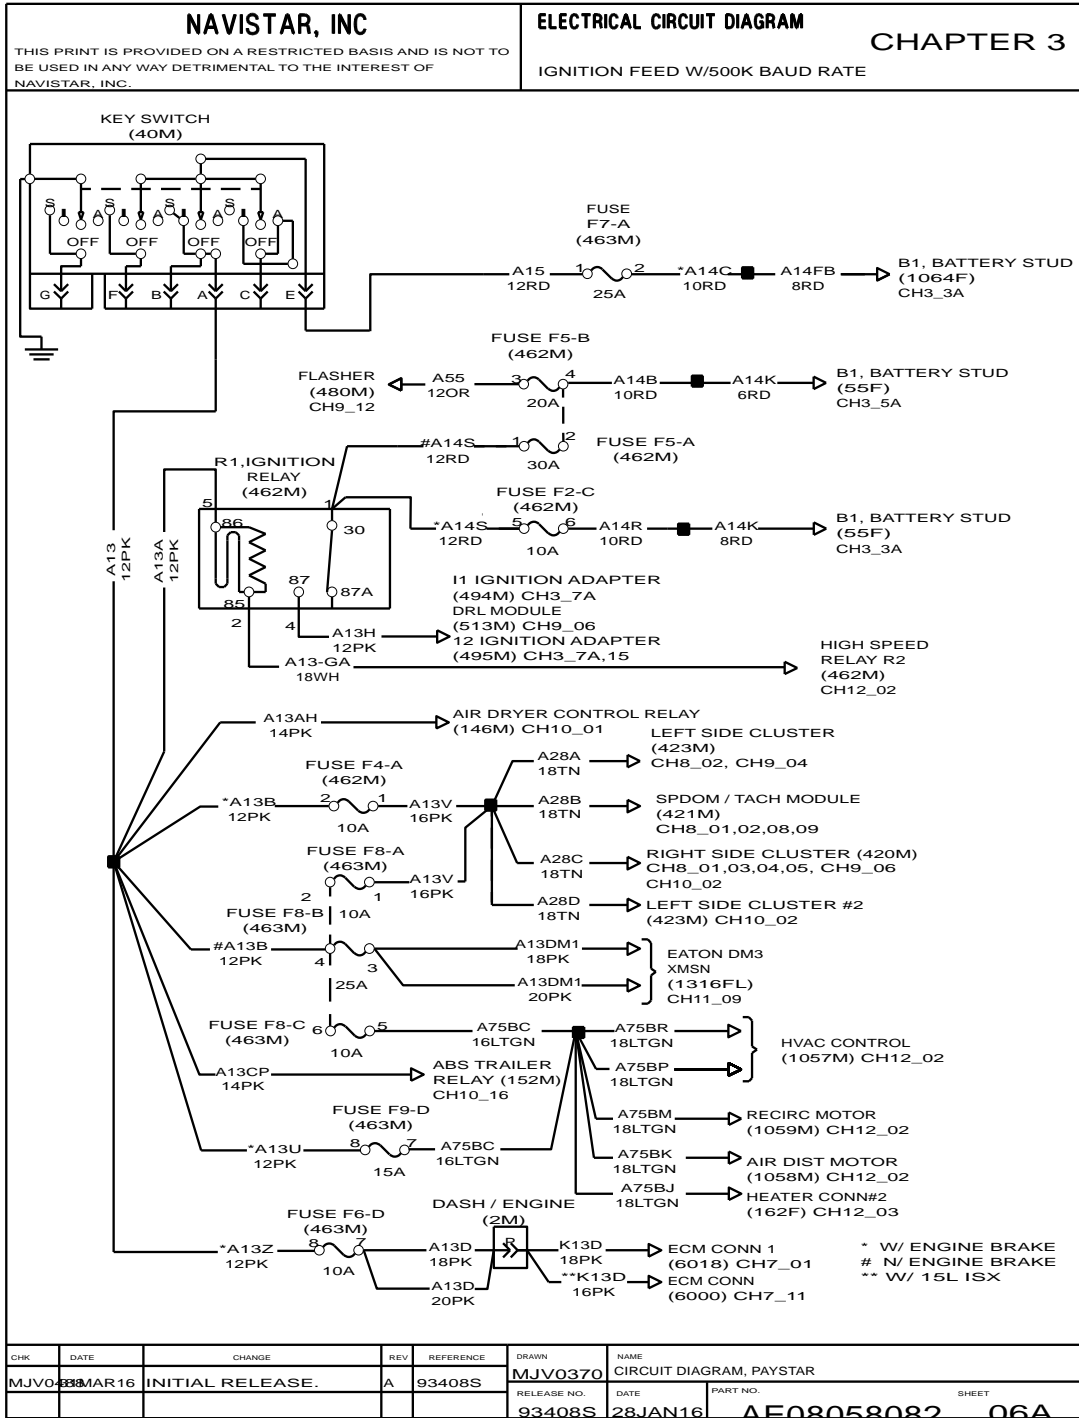 NAVISTAR, INC
THIS PRINT IS PROVIDED ON A RESTRICTED BASIS AND IS NOT TO
BE USED IN ANY WAY DETRIMENTAL TO THE INTEREST OF
NAVISTAR, INC.
ELECTRICAL CIRCUIT DIAGRAM
CHAPTER 3
IGNITION FEED W/500K BAUD RATE
KEY SWITCH
(40M)
S A S A S A S A
OFF OFF OFF OFF
G F B A C E
FUSE
F7-A
(463M)
A15
12RD
1 2
25A
*A14C
10RD
A14FB
8RD
B1, BATTERY STUD
(1064F)
CH3_3A
FUSE F5-B
(462M)
FLASHER
(480M)
CH9_12
A55
12OR
3 4
20A
A14B
10RD
A14K
6RD
B1, BATTERY STUD
(55F)
CH3_5A
#A14S
12RD
1 2
30A
FUSE F5-A
(462M)
R1,IGNITION
RELAY
(462M)
5 1
86
30
87
87A
85
2
4
FUSE F2-C
(462M)
*A14S
12RD
5 6
10A
A14R
10RD
A14K
8RD
B1, BATTERY STUD
(55F)
CH3_3A
A13
12PK
A13A
12PK
I1 IGNITION ADAPTER
(494M) CH3_7A
DRL MODULE
(513M) CH9_06
12 IGNITION ADAPTER
(495M) CH3_7A,15
A13H
12PK
A13-GA
18WH
HIGH SPEED
RELAY R2
(462M)
CH12_02
A13AH
14PK
AIR DRYER CONTROL RELAY
(146M) CH10_01
FUSE F4-A
(462M)
*A13B
12PK
2 1
10A
A13V
16PK
A28A
18TN
LEFT SIDE CLUSTER
(423M)
CH8_02, CH9_04
A28B
18TN
SPDOM / TACH MODULE
(421M)
CH8_01,02,08,09
FUSE F8-A
(463M)
2 1
10A
A13V
16PK
A28C
18TN
RIGHT SIDE CLUSTER (420M)
CH8_01,03,04,05, CH9_06
CH10_02
A28D
18TN
LEFT SIDE CLUSTER #2
(423M) CH10_02
FUSE F8-B
(463M)
#A13B
12PK
4 3
25A
A13DM1
18PK
A13DM1
20PK
EATON DM3
XMSN
(1316FL)
CH11_09
FUSE F8-C
(463M)
6 5
10A
A75BC
16LTGN
A75BR
18LTGN
A75BP
18LTGN
HVAC CONTROL
(1057M) CH12_02
A13CP
14PK
ABS TRAILER
RELAY (152M)
CH10_16
A75BM
18LTGN
RECIRC MOTOR
(1059M) CH12_02
FUSE F9-D
(463M)
*A13U
12PK
8 7
15A
A75BC
16LTGN
A75BK
18LTGN
AIR DIST MOTOR
(1058M) CH12_02
A75BJ
18LTGN
HEATER CONN#2
(162F) CH12_03
FUSE F6-D
(463M)
*A13Z
12PK
8 7
10A
DASH / ENGINE
(2M)
R
A13D
18PK
A13D
20PK
K13D
18PK
ECM CONN 1
(6018) CH7_01
**K13D
16PK
ECM CONN
(6000) CH7_11
* W/ ENGINE BRAKE
# N/ ENGINE BRAKE
** W/ 15L ISX
CHK DATE CHANGE REV REFERENCE
INITIAL RELEASE. A 93408S
DRAWN
MJV0370
NAME
CIRCUIT DIAGRAM, PAYSTAR
RELEASE NO.
93408S
DATE
28JAN16
PART NO.
AE08058082
SHEET
06A